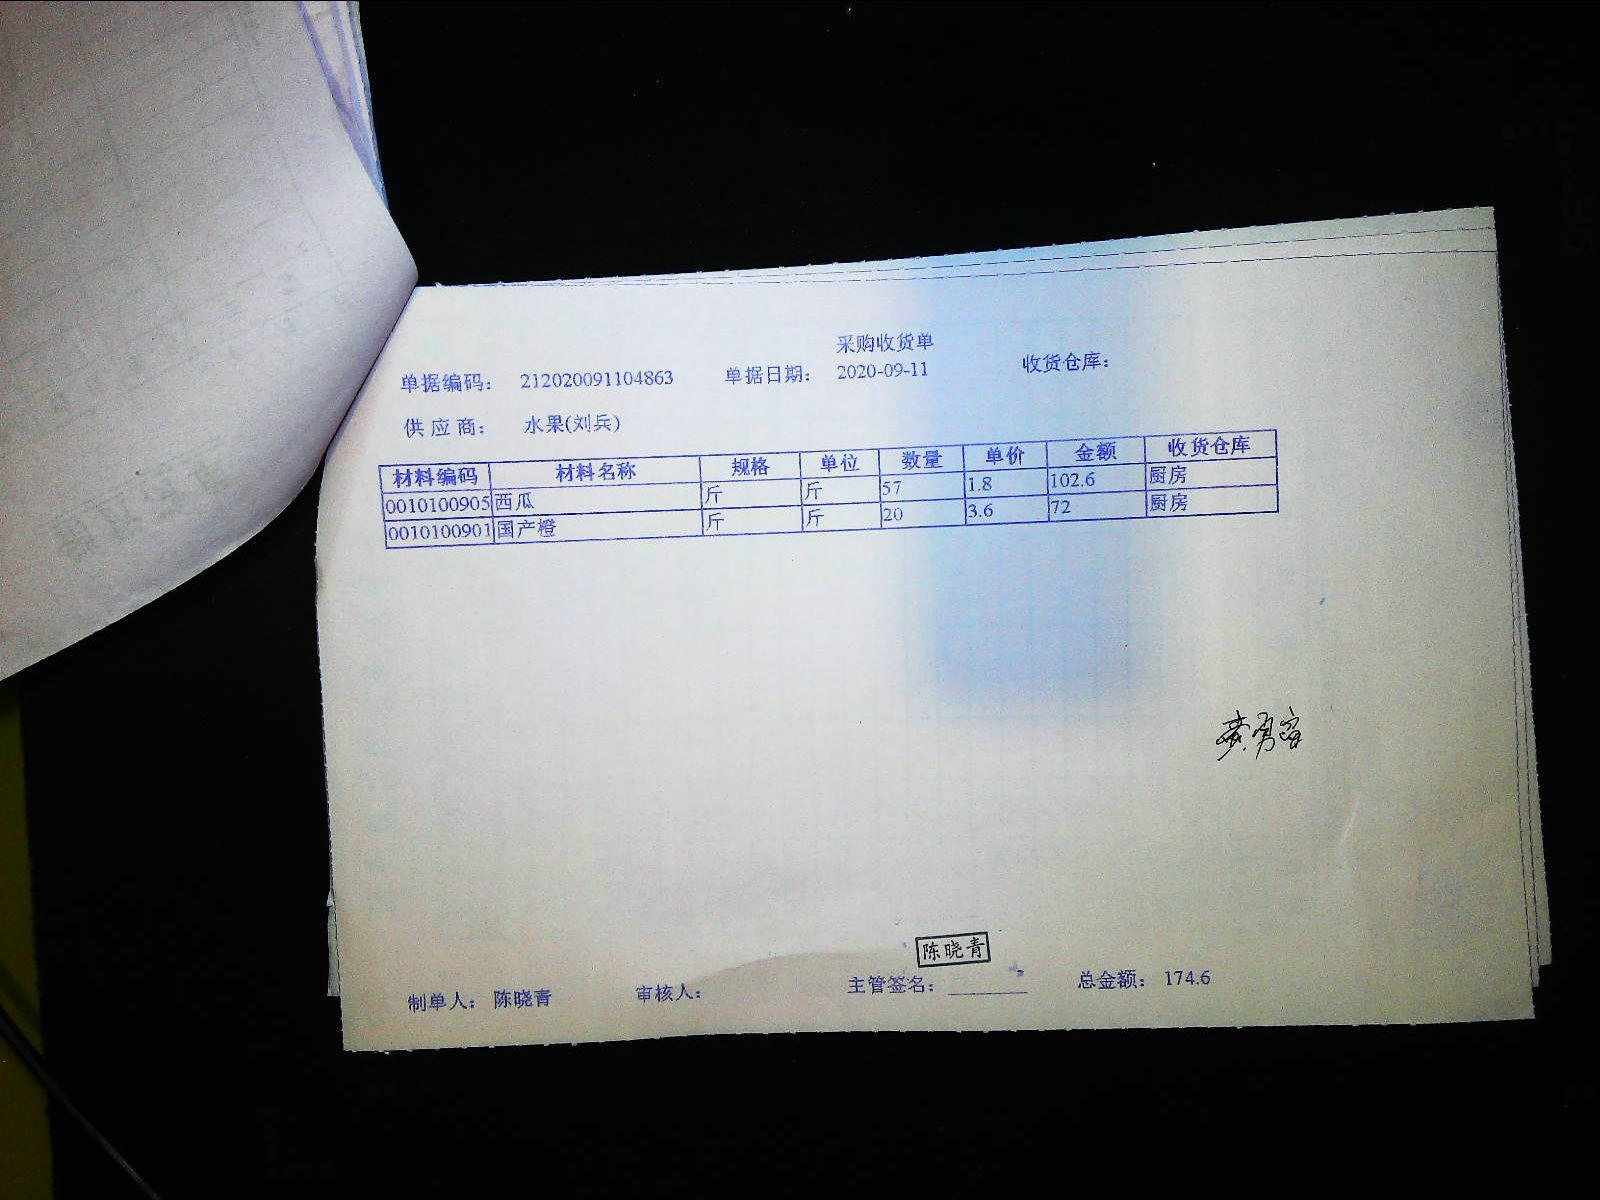 采购收货单
单据编码： 212020091104863 单据日期： 2020-09-11 收货仓库：
供应商： 水果(刘兵)
材料编码 材料名称 规格 单位 数量 单价 金额 收货仓库
0010100905 西瓜 斤 斤 57 1.8 102.6 厨房
0010100901 国产橙 斤 斤 20 3.6 72 厨房
陈晓青
制单人： 陈晓青 审核人： 主管签名： 总金额： 174.6